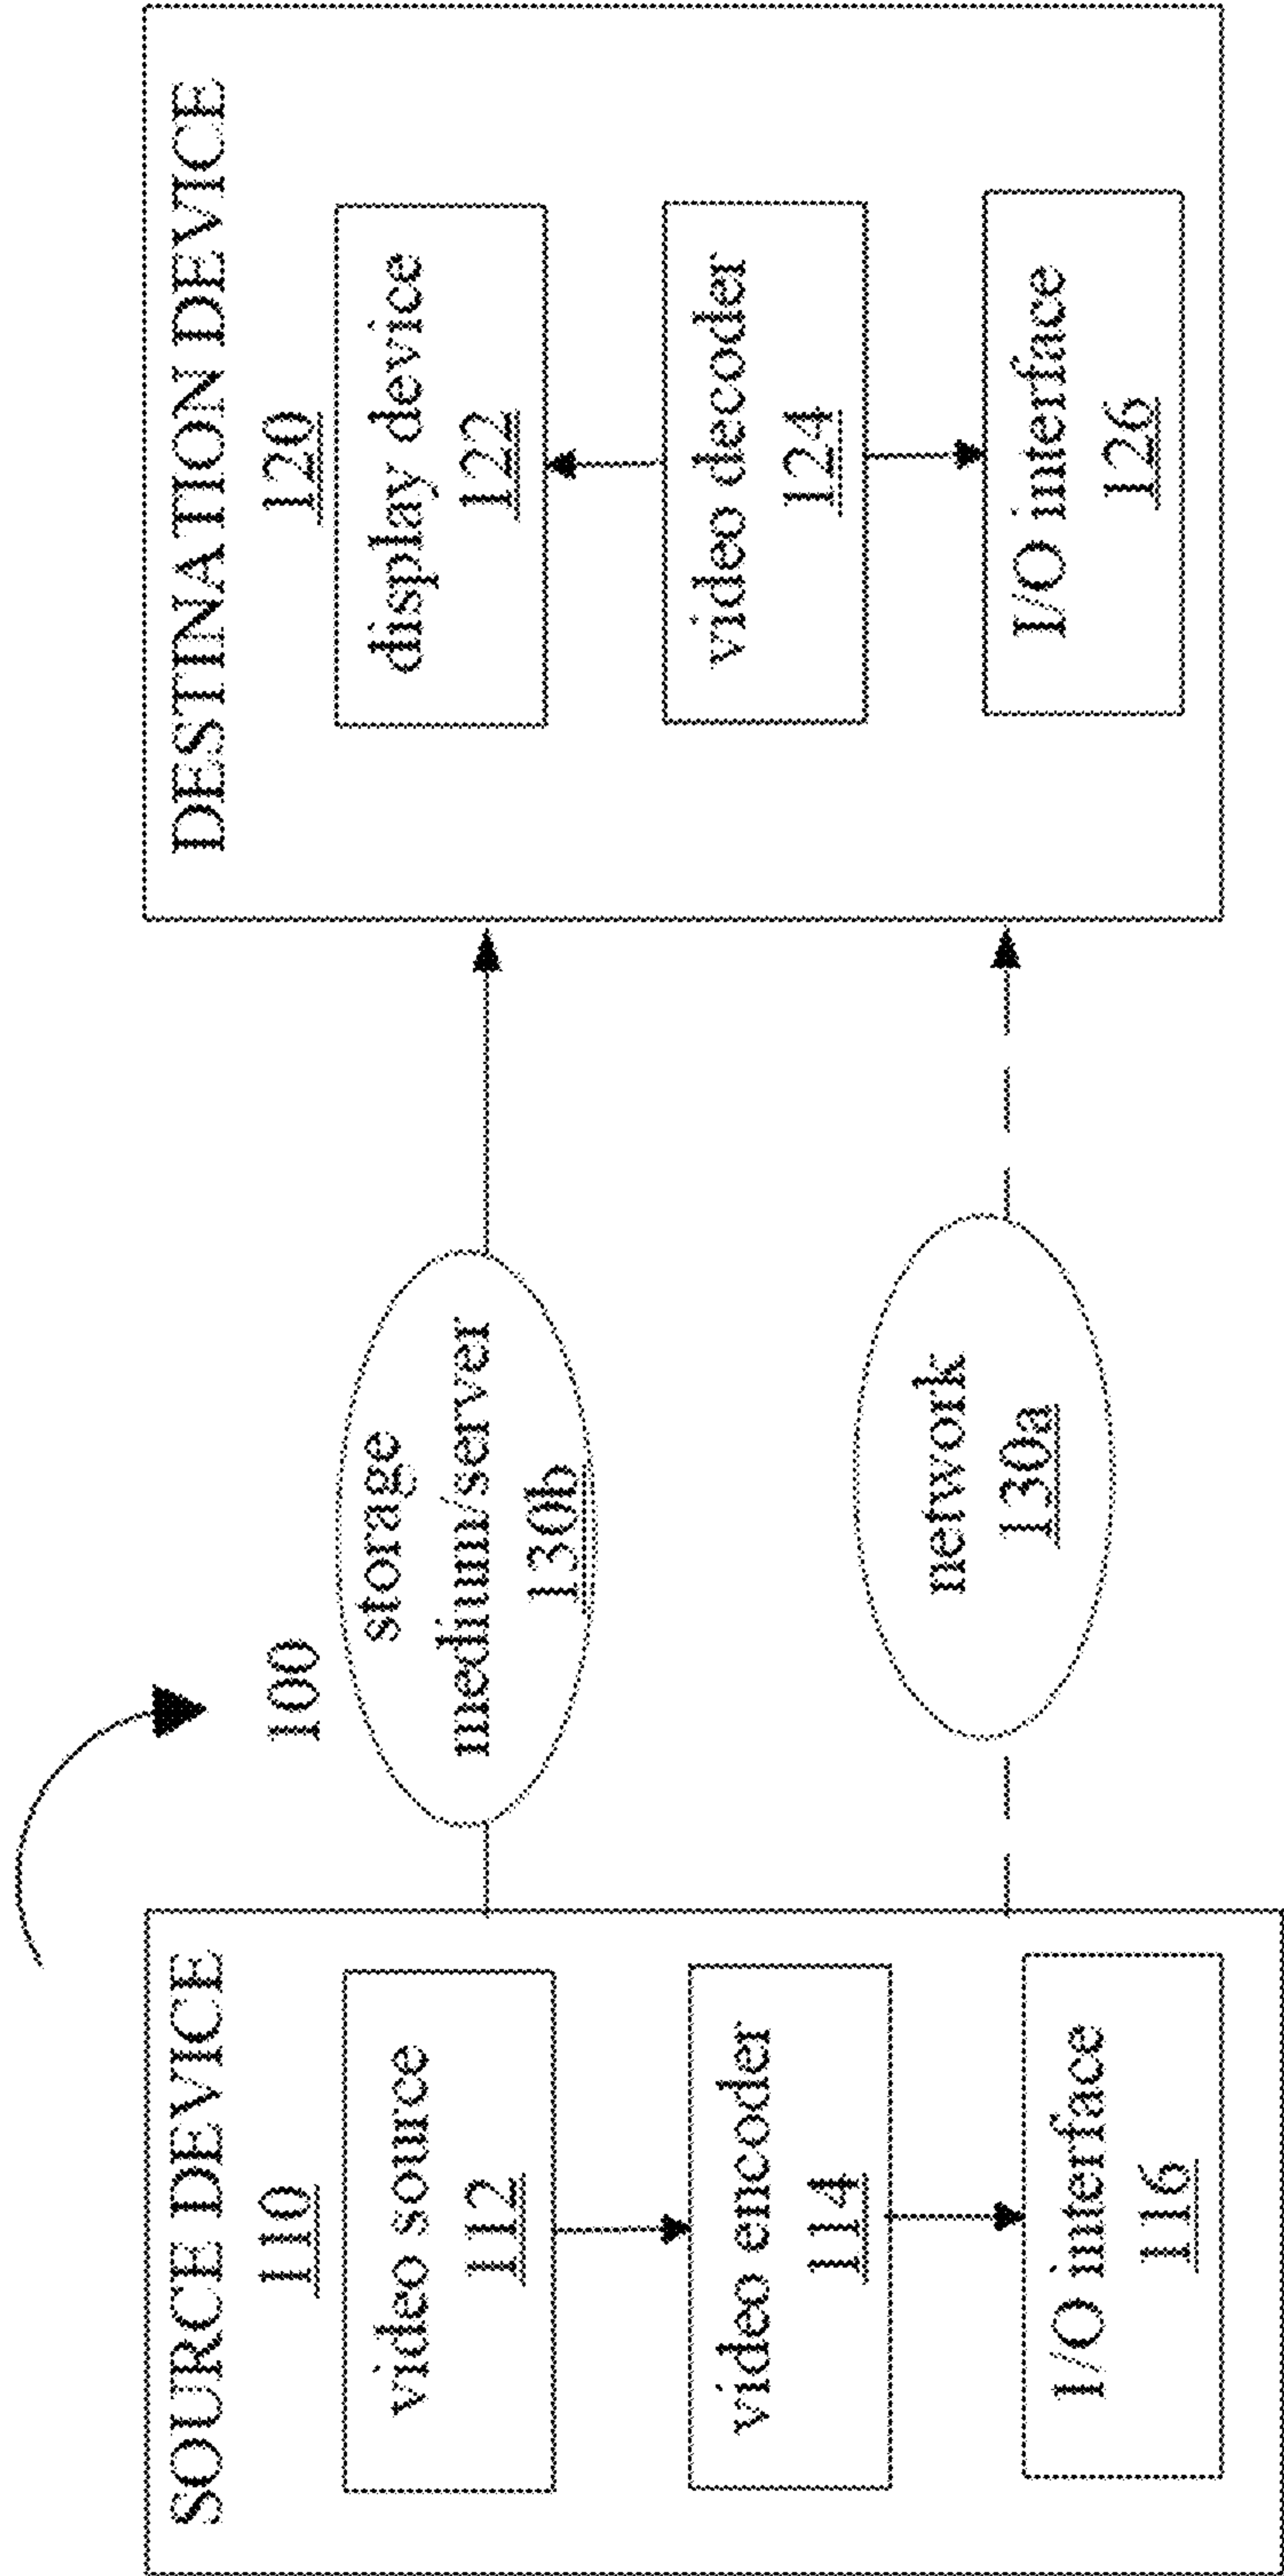 100
SOURCE DEVICE
110
video source
112
video encoder
114
I/O interface
116
storage
medium/server
130b
network
130a
DESTINATION DEVICE
120
display device
122
video decoder
124
I/O interface
126